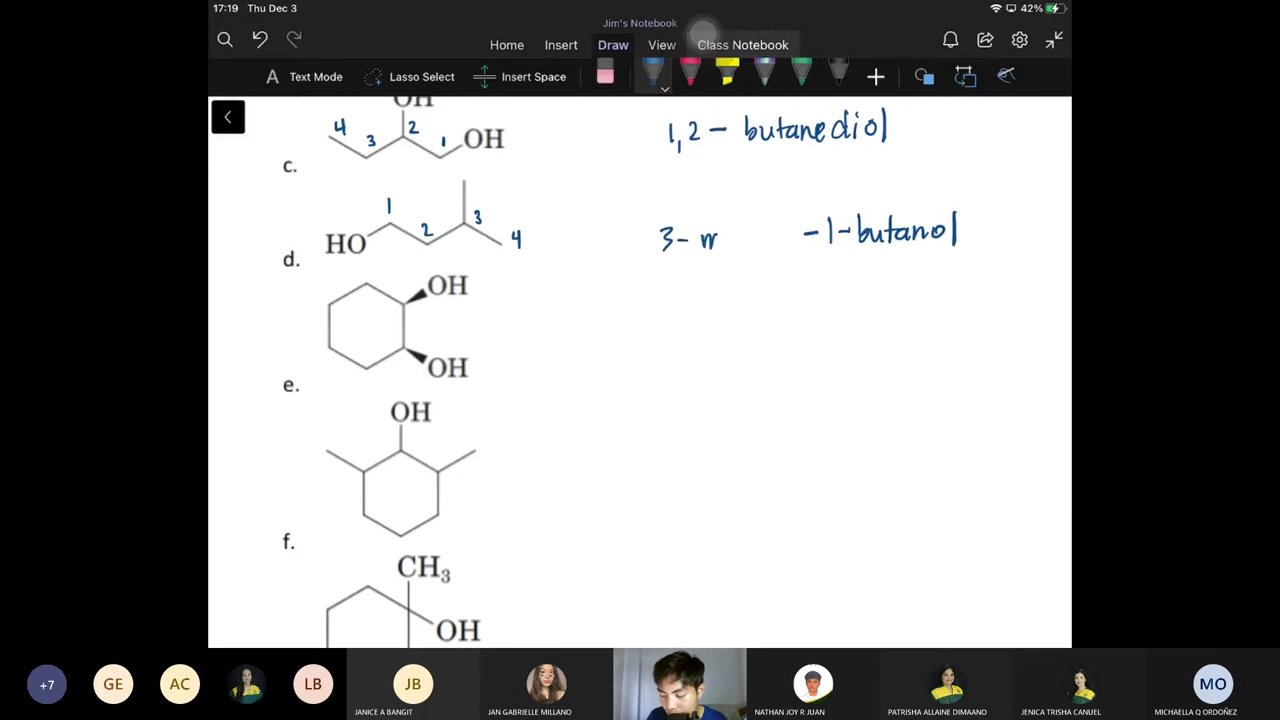 17:19 Thu Dec 3
42%
Jim's Notebook
Home Insert Draw View Class Notebook
Text Mode Lasso Select Insert Space
OH
4 3 2 1 OH
1,2 - butanediol
c.
1 2 3 4
HO
3- m -1-butanol
d.
OH
OH
e.
OH
f.
CH3
OH
+7 GE AC LB JB MO
JANICE A BANGIT JAN GABRIELLE MILLANO NATHAN JOY R JUAN PATRISHA ALLAINE DIMAANO JENICA TRISHA CANUEL MICHAELLA Q ORDOÑEZ